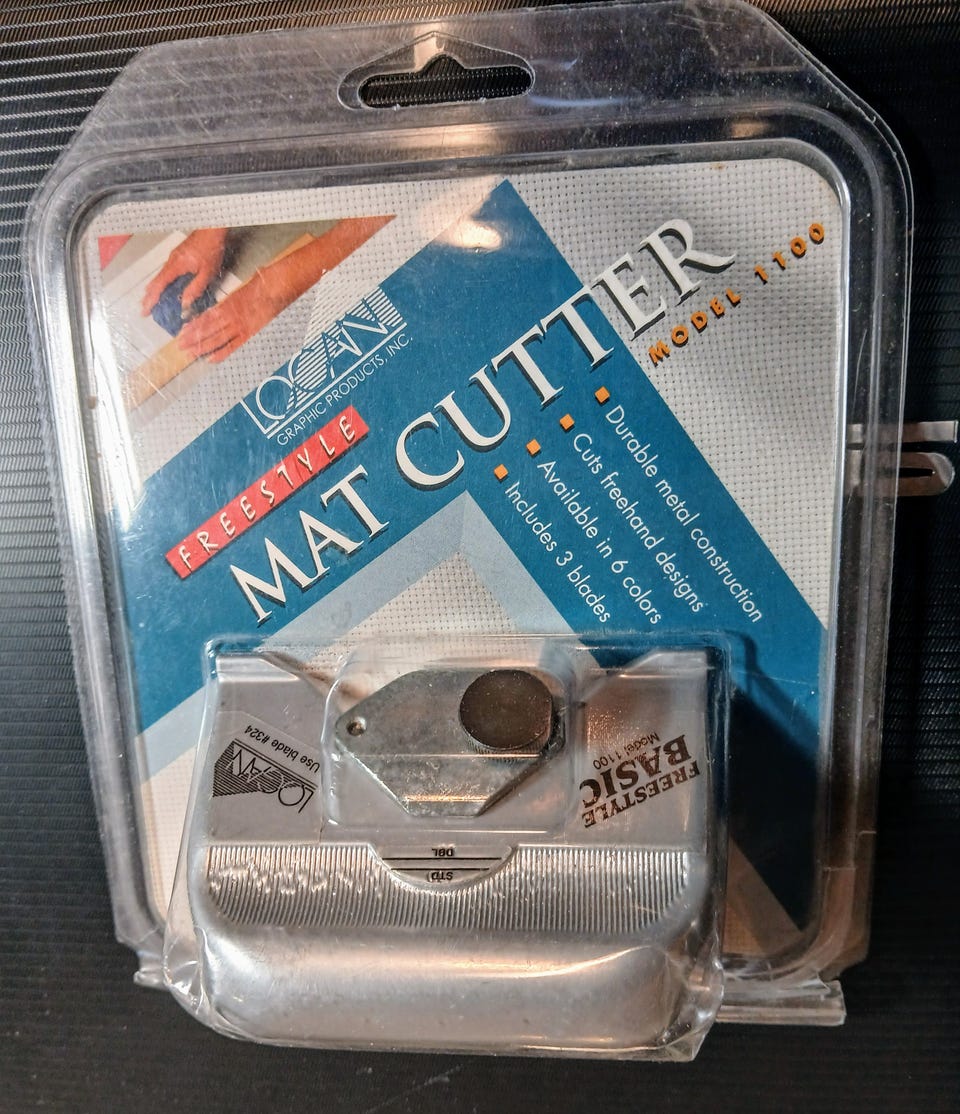 LOGAN
GRAPHIC PRODUCTS, INC.
FREESTYLE
MAT CUTTER
MODEL 1100
Durable metal construction
Cuts freehand designs
Available in 6 colors
Includes 3 blades
LOGAN
Use blade #324
FREESTYLE
BASIC
Model 1100
STD
DBL